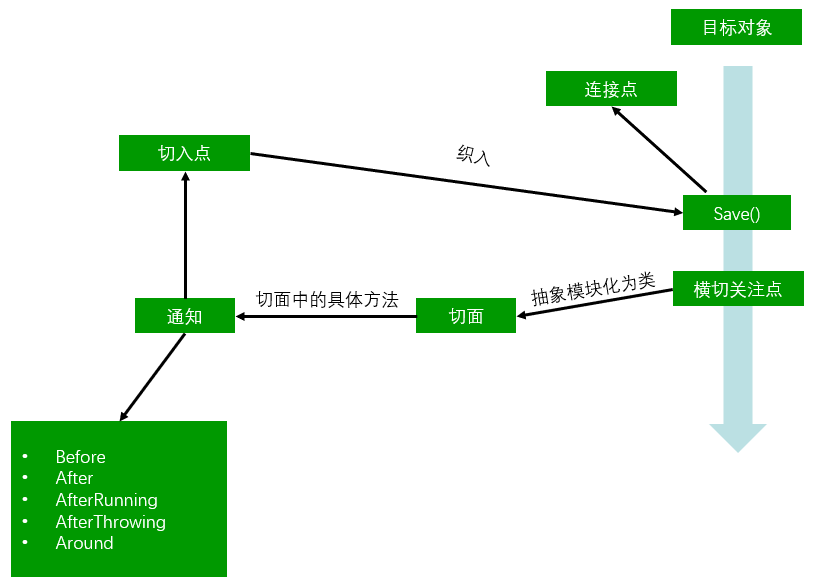 目标对象
连接点
切入点
织入
Save()
横切关注点
抽象模块化为类
切面
切面中的具体方法
通知
• Before
• After
• AfterRunning
• AfterThrowing
• Around